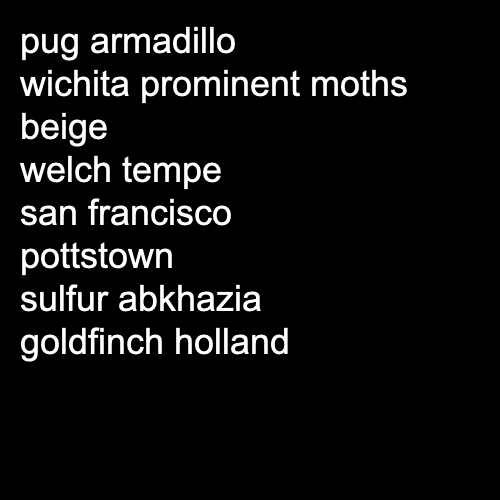 pug armadillo
wichita prominent moths
beige
welch tempe
san francisco
pottstown
sulfur abkhazia
goldfinch holland